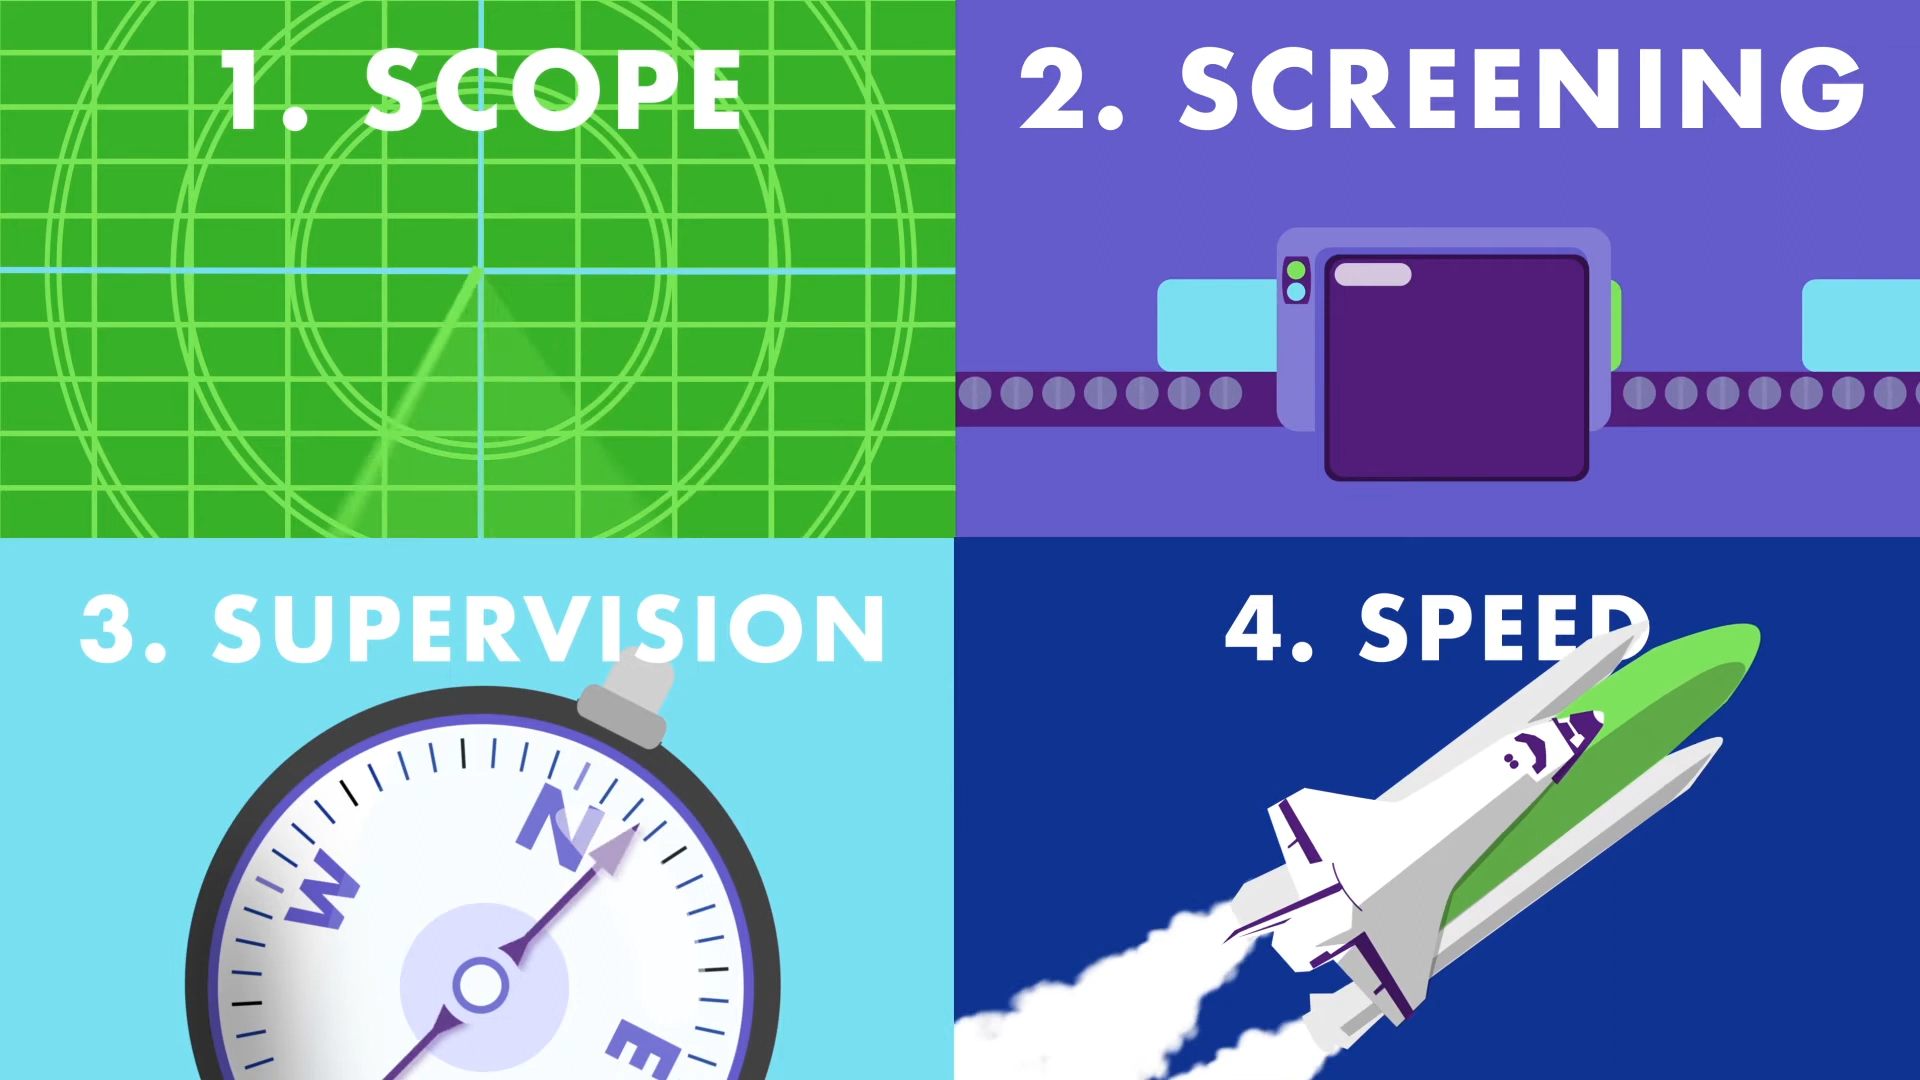 1. SCOPE
2. SCREENING
3. SUPERVISION
4. SPEED
N
W
E